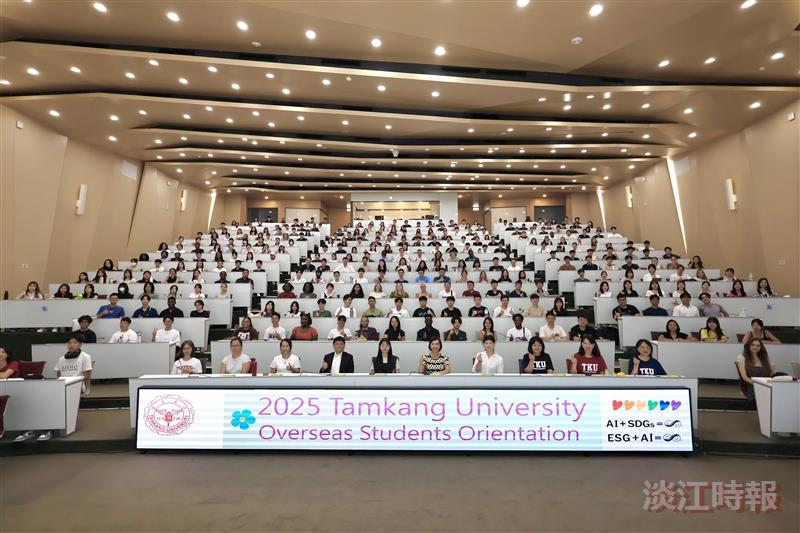 2025 Tamkang University
Overseas Students Orientation
AI+SDGs=∞
ESG+AI=∞
TKU
TKU
TKU
淡江時報